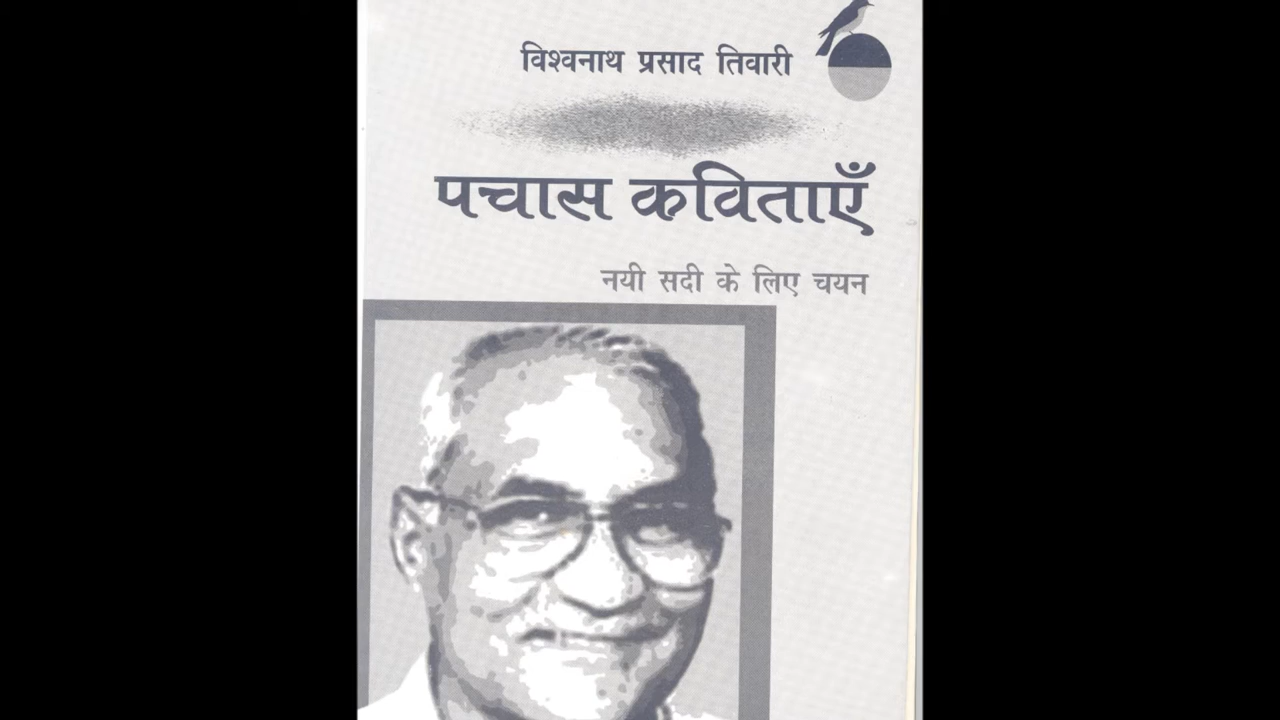 विश्वनाथ प्रसाद तिवारी
पचास कविताएँ
नयी सदी के लिए चयन